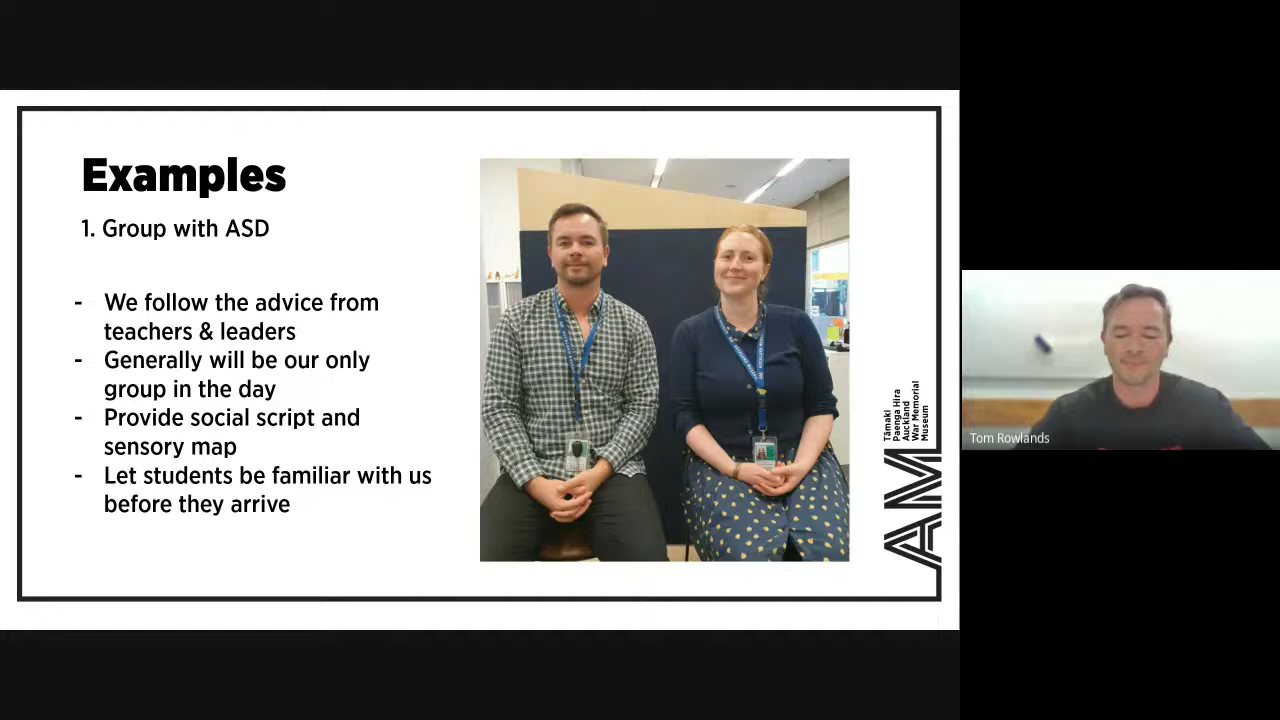 Examples
1. Group with ASD
- We follow the advice from
teachers & leaders
- Generally will be our only
group in the day
- Provide social script and
sensory map
- Let students be familiar with us
before they arrive
Tāmaki
Paenga Hira
Auckland
War Memorial
Museum
AM
Tom Rowlands